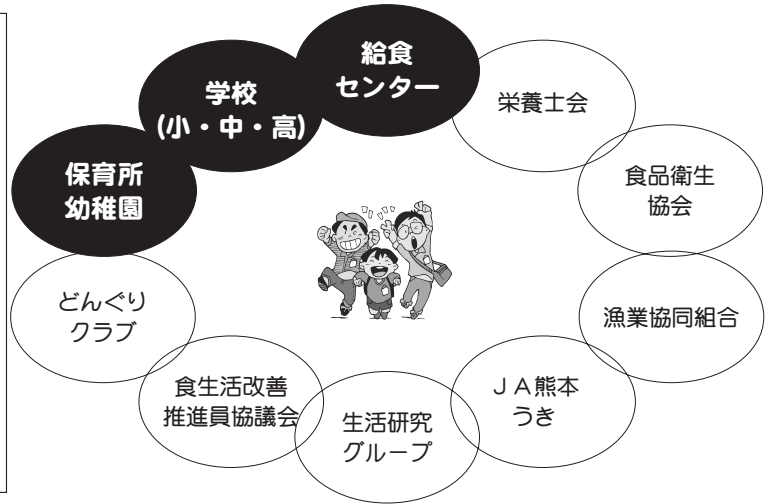 給食
センター
学校
(小・中・高)
保育所
幼稚園
栄養士会
食品衛生
協会
漁業協同組合
ＪＡ熊本
うき
生活研究
グループ
食生活改善
推進員協議会
どんぐり
クラブ